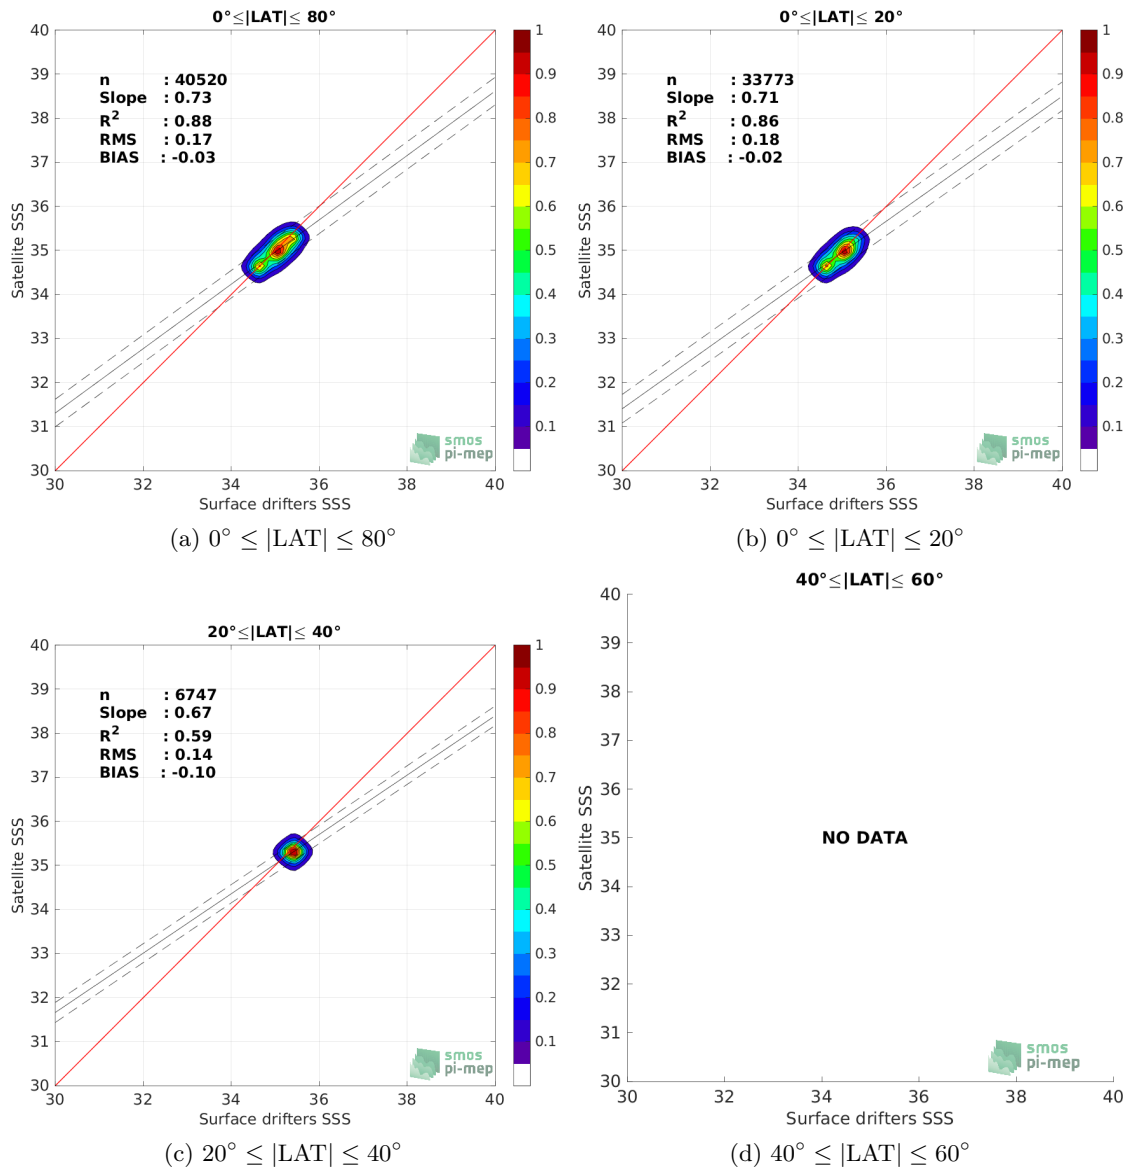 0°≤|LAT|≤ 80°
40
39
38
37
36
35
34
33
32
31
30
Satellite SSS
n : 40520
Slope : 0.73
R² : 0.88
RMS : 0.17
BIAS : -0.03
smos
pi-mep
30 32 34 36 38 40
Surface drifters SSS
1
0.9
0.8
0.7
0.6
0.5
0.4
0.3
0.2
0.1
(a) 0° ≤ |LAT| ≤ 80°
0°≤|LAT|≤ 20°
40
39
38
37
36
35
34
33
32
31
30
Satellite SSS
n : 33773
Slope : 0.71
R² : 0.86
RMS : 0.18
BIAS : -0.02
smos
pi-mep
30 32 34 36 38 40
Surface drifters SSS
1
0.9
0.8
0.7
0.6
0.5
0.4
0.3
0.2
0.1
(b) 0° ≤ |LAT| ≤ 20°
20°≤|LAT|≤ 40°
40
39
38
37
36
35
34
33
32
31
30
Satellite SSS
n : 6747
Slope : 0.67
R² : 0.59
RMS : 0.14
BIAS : -0.10
smos
pi-mep
30 32 34 36 38 40
Surface drifters SSS
1
0.9
0.8
0.7
0.6
0.5
0.4
0.3
0.2
0.1
(c) 20° ≤ |LAT| ≤ 40°
40°≤|LAT|≤ 60°
40
39
38
37
36
35
34
33
32
31
30
Satellite SSS
NO DATA
smos
pi-mep
30 32 34 36 38 40
Surface drifters SSS
(d) 40° ≤ |LAT| ≤ 60°